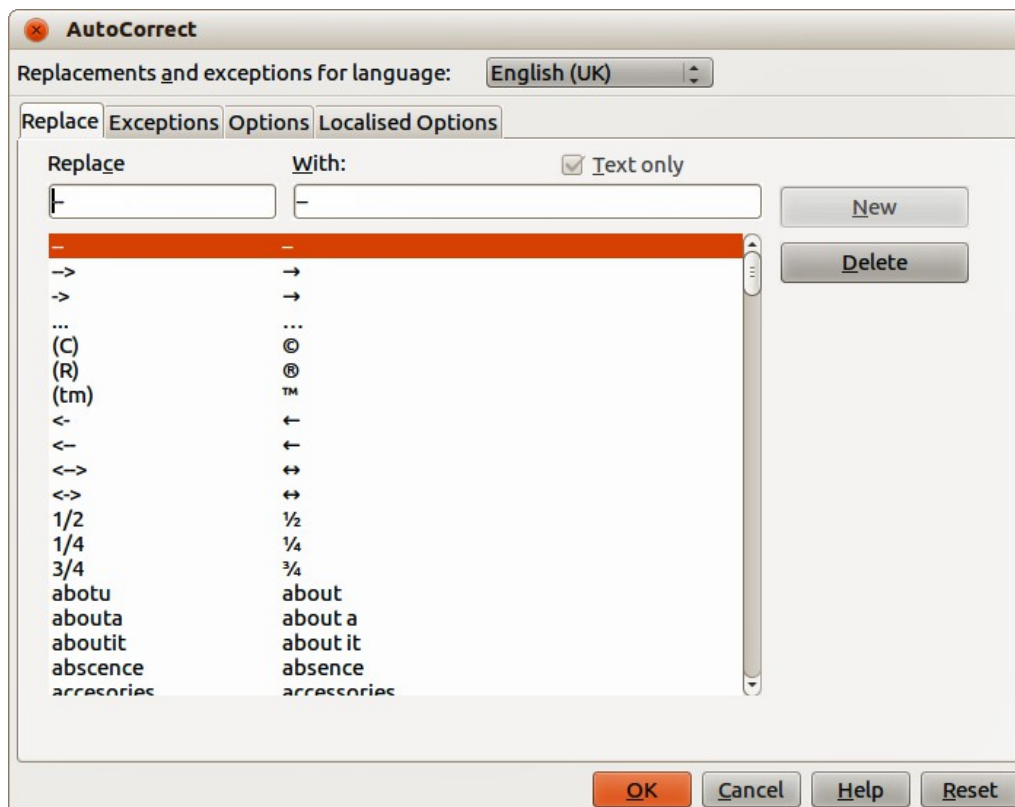 AutoCorrect
Replacements and exceptions for language: English (UK)
Replace Exceptions Options Localised Options
Replace With: Text only
– –
New
– –
Delete
–> →
-> →
... …
(C) ©
(R) ®
(tm) ™
<- ←
<– ←
<–> ↔
<-> ↔
1/2 ½
1/4 ¼
3/4 ¾
abotu about
abouta about a
aboutit about it
abscence absence
accesories accessories
OK Cancel Help Reset